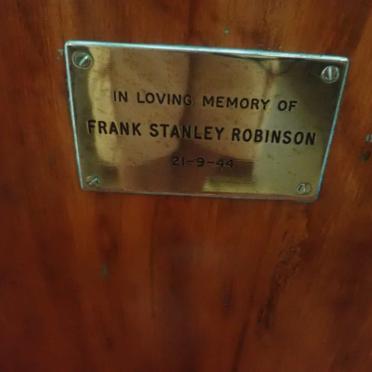 IN LOVING MEMORY OF
FRANK STANLEY ROBINSON
21-9-44